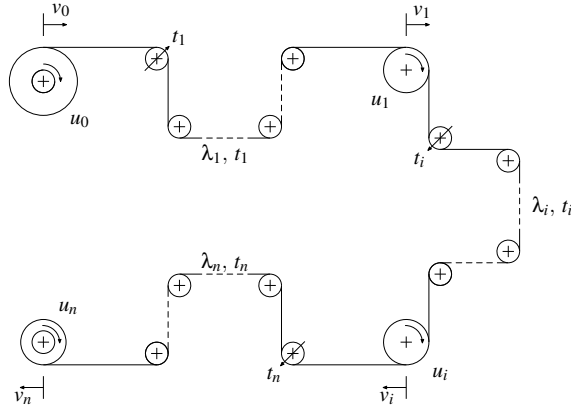 v₀
v₁
t₁
u₀
u₁
λ₁, t₁
tᵢ
λᵢ, tᵢ
λₙ, tₙ
uₙ
tₙ
uᵢ
vₙ
vᵢ